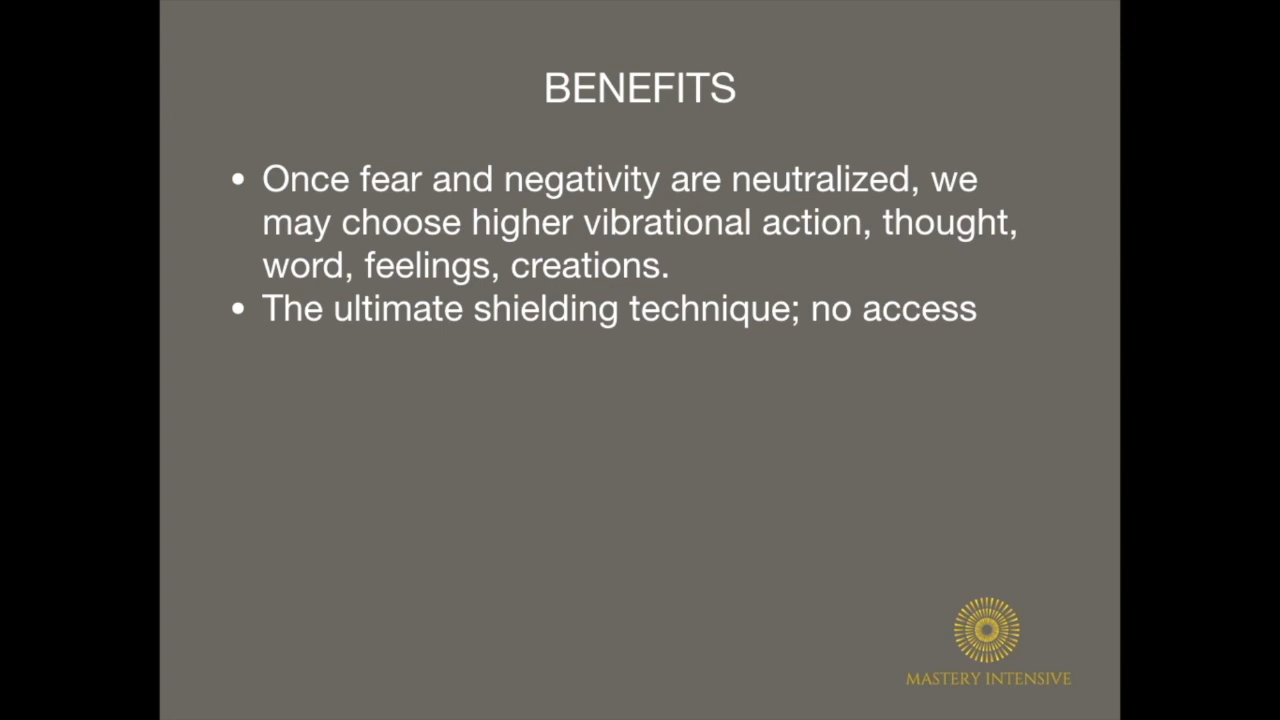 BENEFITS
• Once fear and negativity are neutralized, we
may choose higher vibrational action, thought,
word, feelings, creations.
• The ultimate shielding technique; no access
MASTERY INTENSIVE